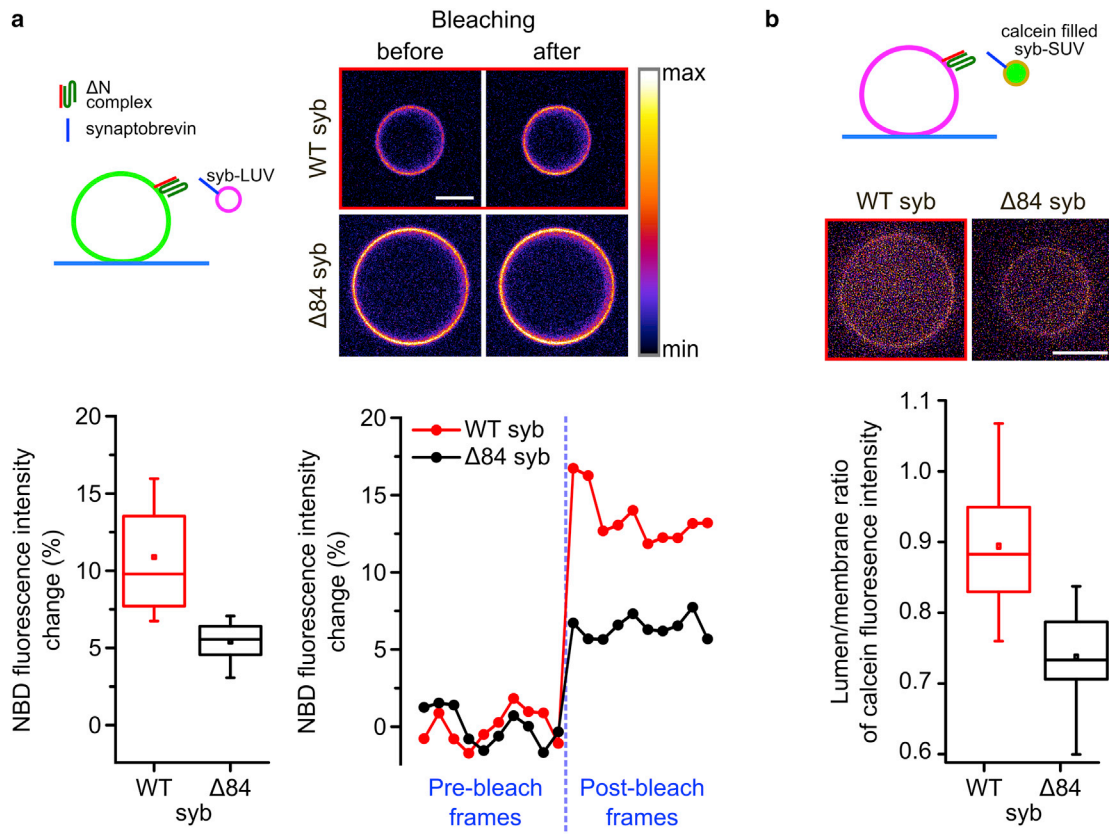 a
Bleaching
before
after
ΔN
complex
synaptobrevin
syb-LUV
WT syb
Δ84 syb
max
min
b
calcein filled
syb-SUV
WT syb
Δ84 syb
NBD fluorescence intensity
change (%)
20
15
10
5
0
WT
Δ84
syb
NBD fluorescence intensity
change (%)
20
15
10
5
0
WT syb
Δ84 syb
Pre-bleach
frames
Post-bleach
frames
Lumen/membrane ratio
of calcein fluoresence intensity
1.1
1.0
0.9
0.8
0.7
0.6
WT
Δ84
syb